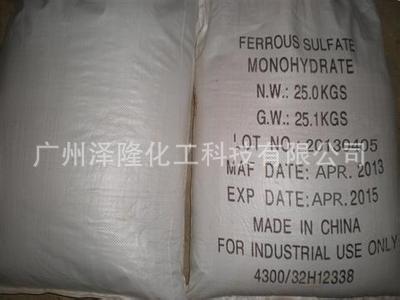 FERROUS SULFATE
MONOHYDRATE
N.W.: 25.0KGS
G.W.: 25.1KGS
LOT NO.: 20139405
广州泽隆化工科技有限公司
MAF DATE: APR. 2013
EXP DATE: APR. 2015
MADE IN CHINA
FOR INDUSTRIAL USE ONLY
4300/32H12338